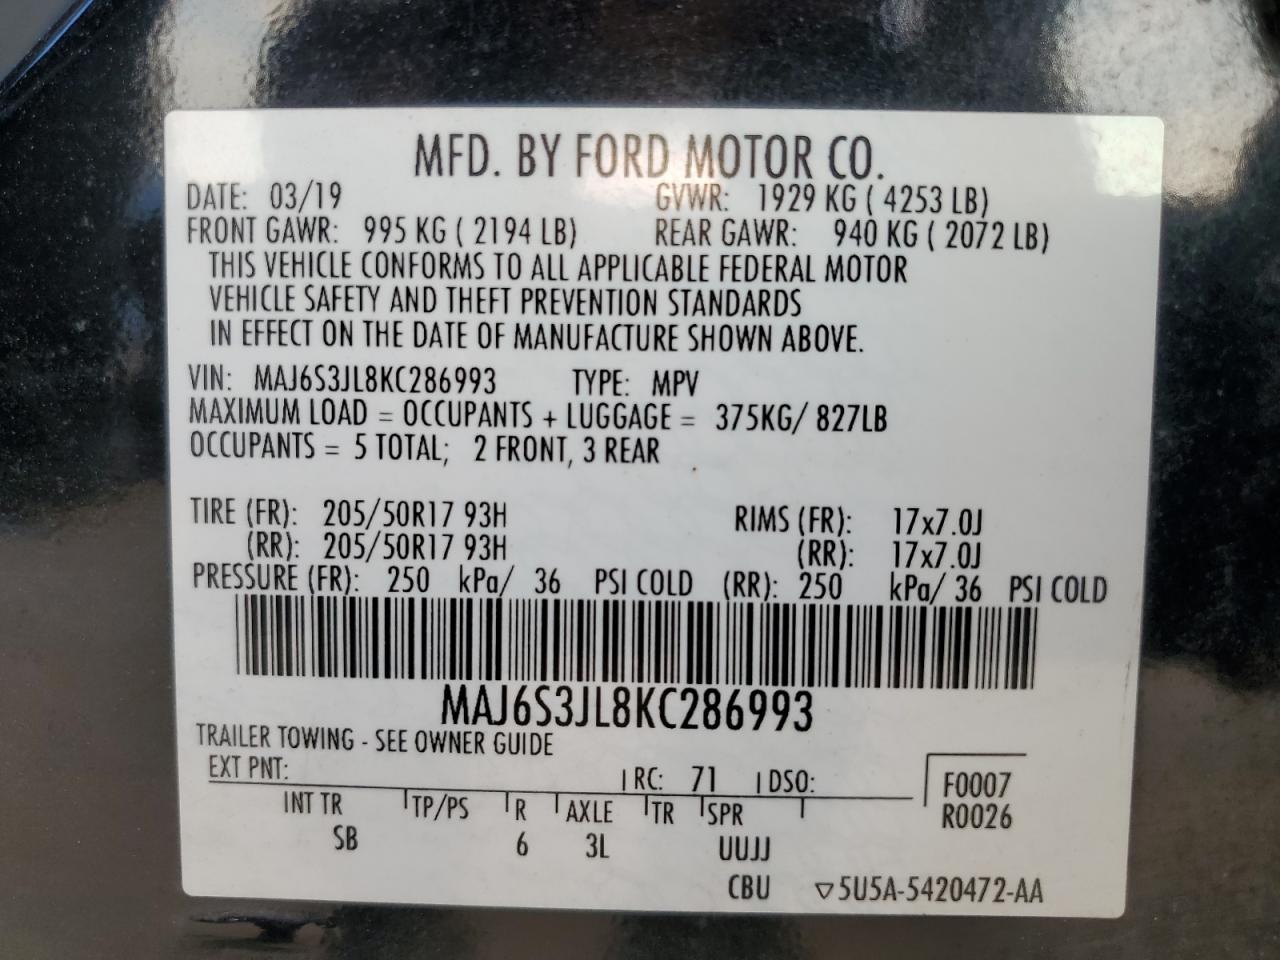 MFD. BY FORD MOTOR CO.
DATE: 03/19 GVWR: 1929 KG ( 4253 LB)
FRONT GAWR: 995 KG ( 2194 LB) REAR GAWR: 940 KG ( 2072 LB)
THIS VEHICLE CONFORMS TO ALL APPLICABLE FEDERAL MOTOR
VEHICLE SAFETY AND THEFT PREVENTION STANDARDS
IN EFFECT ON THE DATE OF MANUFACTURE SHOWN ABOVE.
VIN: MAJ6S3JL8KC286993 TYPE: MPV
MAXIMUM LOAD = OCCUPANTS + LUGGAGE = 375KG/ 827LB
OCCUPANTS = 5 TOTAL; 2 FRONT, 3 REAR
TIRE (FR): 205/50R17 93H RIMS (FR): 17x7.0J
(RR): 205/50R17 93H (RR): 17x7.0J
PRESSURE (FR): 250 kPa/ 36 PSI COLD (RR): 250 kPa/ 36 PSI COLD
MAJ6S3JL8KC286993
TRAILER TOWING - SEE OWNER GUIDE
EXT PNT: RC: 71 DSO: F0007
INT TR TP/PS R AXLE TR SPR R0026
SB 6 3L UUJJ
CBU ▽5U5A-5420472-AA